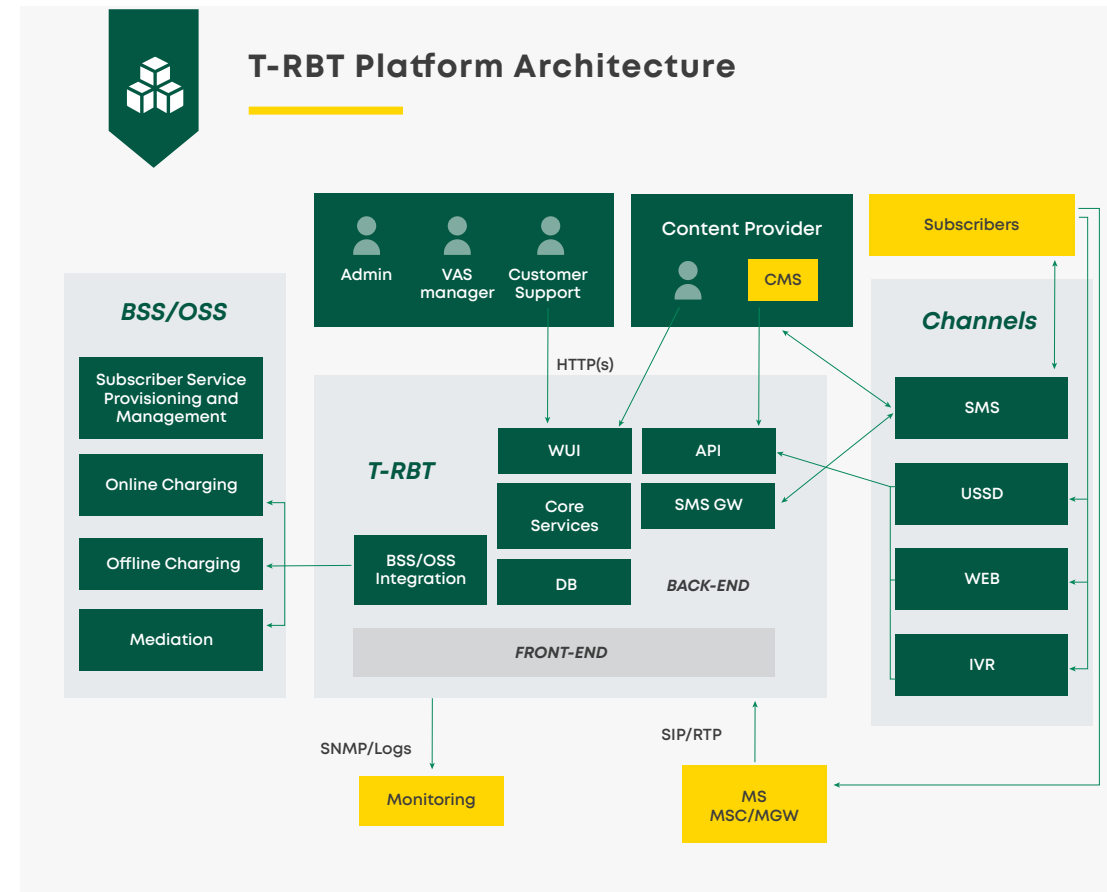 T-RBT Platform Architecture
Admin
VAS
manager
Customer
Support
Content Provider
CMS
Subscribers
BSS/OSS
Subscriber Service
Provisioning and
Management
Online Charging
Offline Charging
Mediation
HTTP(s)
T-RBT
WUI
API
Core
Services
SMS GW
BSS/OSS
Integration
DB
BACK-END
FRONT-END
Channels
SMS
USSD
WEB
IVR
SNMP/Logs
Monitoring
SIP/RTP
MS
MSC/MGW